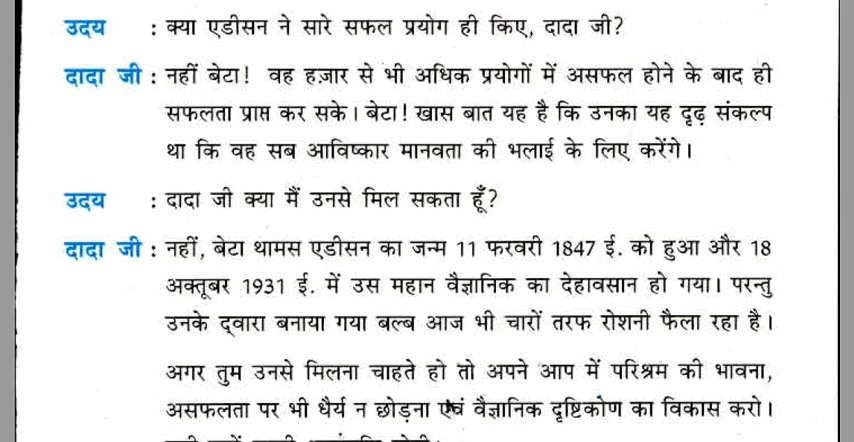 उदय : क्या एडीसन ने सारे सफल प्रयोग ही किए, दादा जी?
दादा जी : नहीं बेटा! वह हज़ार से भी अधिक प्रयोगों में असफल होने के बाद ही
सफलता प्राप्त कर सके। बेटा! खास बात यह है कि उनका यह दृढ़ संकल्प
था कि वह सब आविष्कार मानवता की भलाई के लिए करेंगे।
उदय : दादा जी क्या मैं उनसे मिल सकता हूँ?
दादा जी : नहीं, बेटा थामस एडीसन का जन्म 11 फरवरी 1847 ई. को हुआ और 18
अक्तूबर 1931 ई. में उस महान वैज्ञानिक का देहावसान हो गया। परन्तु
उनके द्वारा बनाया गया बल्ब आज भी चारों तरफ रोशनी फैला रहा है।
अगर तुम उनसे मिलना चाहते हो तो अपने आप में परिश्रम की भावना,
असफलता पर भी धैर्य न छोड़ना एवं वैज्ञानिक दृष्टिकोण का विकास करो।